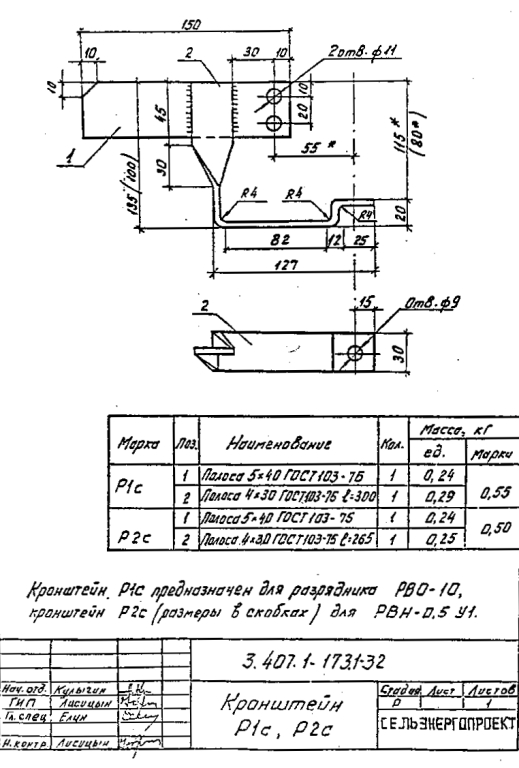 150
10
2
30
10
2отв. ф11
10
10
20
45
1
55*
115*
(80*)
135(100)
30
R4
R4
R4
20
82
12
25
127
2
15
Отв. ф9
30
Марка Поз. Наименование Кол. Масса, кг
ед. Марки
Р1с 1 Полоса 5×40 ГОСТ 103-76 1 0,24 0,55
2 Полоса 4×30 ГОСТ 103-76 ℓ=300 1 0,29
Р2с 1 Полоса 5×40 ГОСТ 103-76 1 0,24 0,50
2 Полоса 4×30 ГОСТ 103-76 ℓ=265 1 0,25
Кронштейн Р1с предназначен для разрядника РВО-10,
кронштейн Р2с (размеры в скобках) для РВН-0,5 У1.
3.407.1-173.1-32
Нач. отд. Кулыгин
ГИП Лисицын
Гл. спец Елун
Н. контр Лисицын
Кронштейн
Р1с, Р2с
Стадия Лист Листов
Р 1
СЕЛЬЭНЕРГОПРОЕКТ